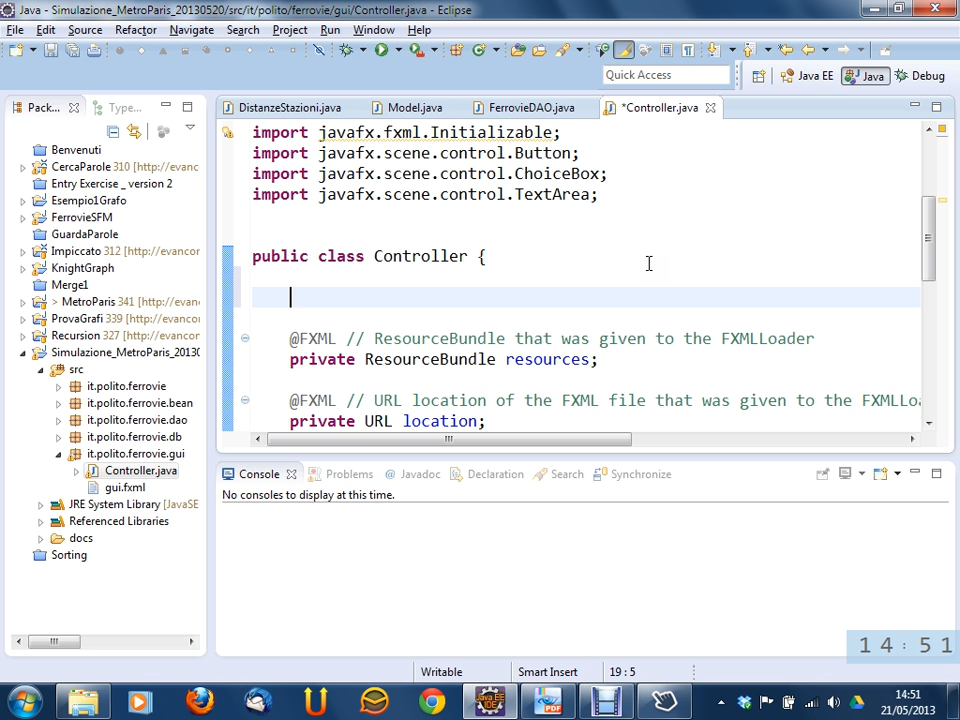 Java - Simulazione_MetroParis_20130520/src/it/polito/ferrovie/gui/Controller.java - Eclipse
File Edit Source Refactor Navigate Search Project Run Window Help
Quick Access
Java EE Java Debug
Pack... Type...
DistanzeStazioni.java Model.java FerrovieDAO.java *Controller.java
Benvenuti
CercaParole 310 [http://evancor
Entry Exercise _ version 2
Esempio1Grafo
FerrovieSFM
GuardaParole
Impiccato 312 [http://evancon
KnightGraph
Merge1
> MetroParis 341 [http://evanc
ProvaGrafi 339 [http://evancor
Recursion 327 [http://evancor
Simulazione_MetroParis_20130
src
it.polito.ferrovie
it.polito.ferrovie.bean
it.polito.ferrovie.dao
it.polito.ferrovie.db
it.polito.ferrovie.gui
Controller.java
gui.fxml
JRE System Library [JavaSE
Referenced Libraries
docs
Sorting
import javafx.fxml.Initializable;
import javafx.scene.control.Button;
import javafx.scene.control.ChoiceBox;
import javafx.scene.control.TextArea;
public class Controller {
@FXML // ResourceBundle that was given to the FXMLLoader
private ResourceBundle resources;
@FXML // URL location of the FXML file that was given to the FXMLLoa
private URL location;
Console Problems Javadoc Declaration Search Synchronize
No consoles to display at this time.
14:51
Writable Smart Insert 19 : 5
14:51
21/05/2013